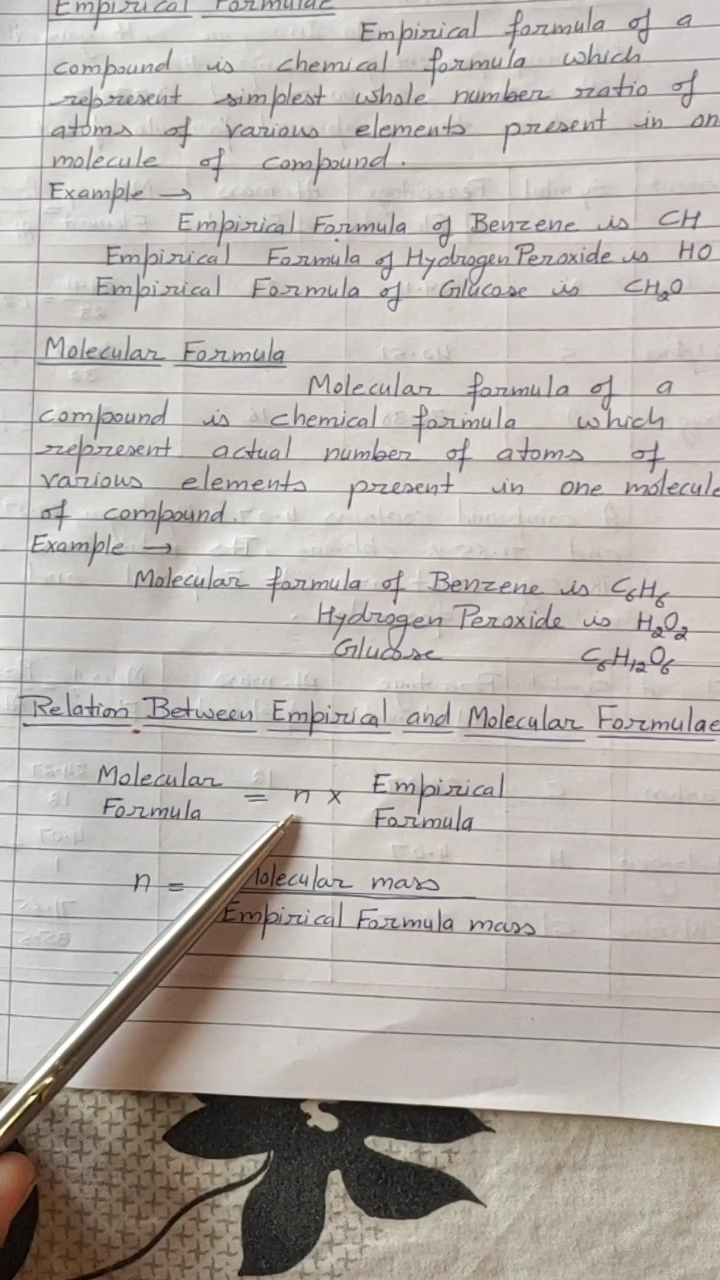 Empirical Formulae
Empirical formula of a
compound is chemical formula which
represent simplest whole number ratio of
atoms of various elements present in on
molecule of compound.
Example →
Empirical Formula of Benzene is CH
Empirical Formula of Hydrogen Peroxide is HO
Empirical Formula of Glucose is CH₂O
Molecular Formula
Molecular formula of a
compound is chemical formula which
represent actual number of atoms of
various elements present in one molecule
of compound.
Example →
Molecular formula of Benzene is C₆H₆
Hydrogen Peroxide is H₂O₂
Glucose C₆H₁₂O₆
Relation Between Empirical and Molecular Formulae
Molecular Formula = n × Empirical Formula
n = Molecular mass
Empirical Formula mass